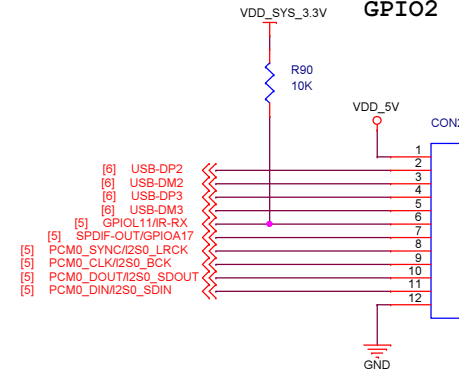 GPIO2
VDD_SYS_3.3V
R90
10K
VDD_5V
CON2
1
[6] USB-DP2 2
[6] USB-DM2 3
[6] USB-DP3 4
[6] USB-DM3 5
[5] GPIOL11/IR-RX 6
[5] SPDIF-OUT/GPIOA17 7
[5] PCM0_SYNC/I2S0_LRCK 8
[5] PCM0_CLK/I2S0_BCK 9
[5] PCM0_DOUT/I2S0_SDOUT 10
[5] PCM0_DIN/I2S0_SDIN 11
12
GND